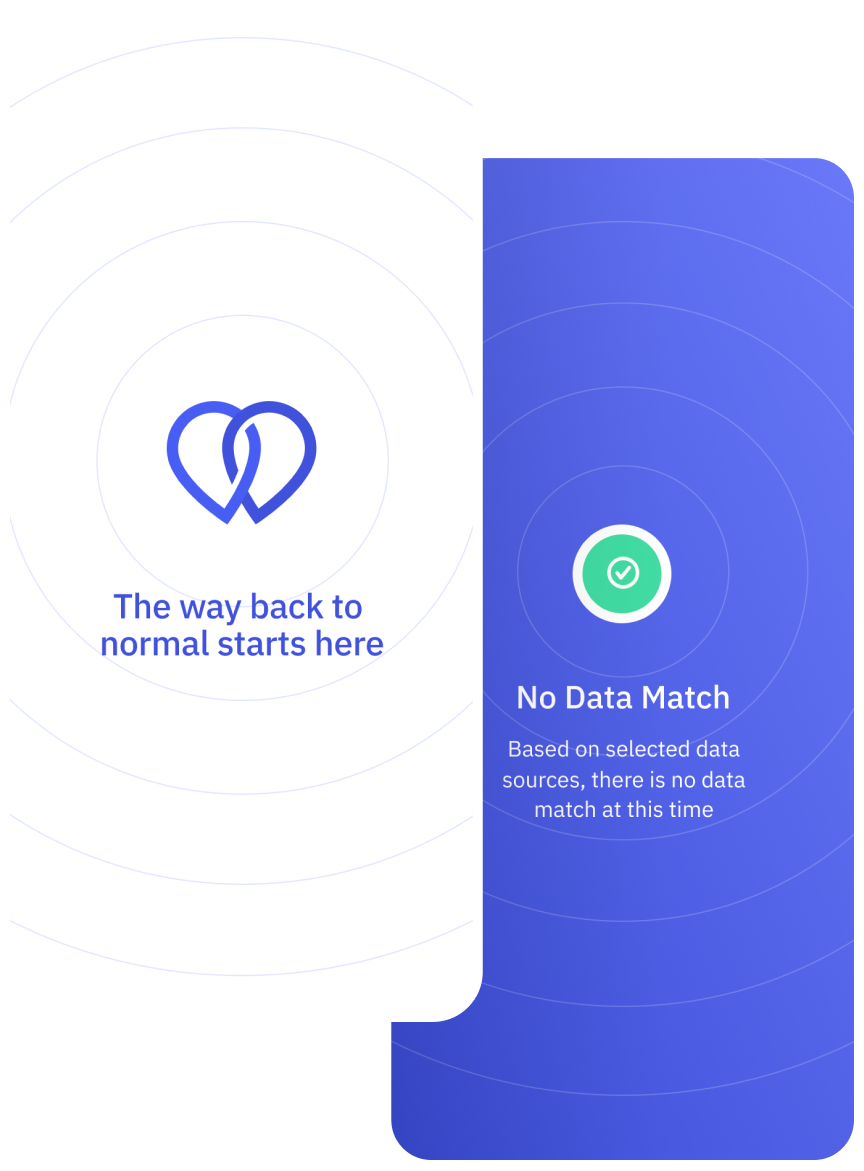 The way back to
normal starts here
No Data Match
Based on selected data
sources, there is no data
match at this time